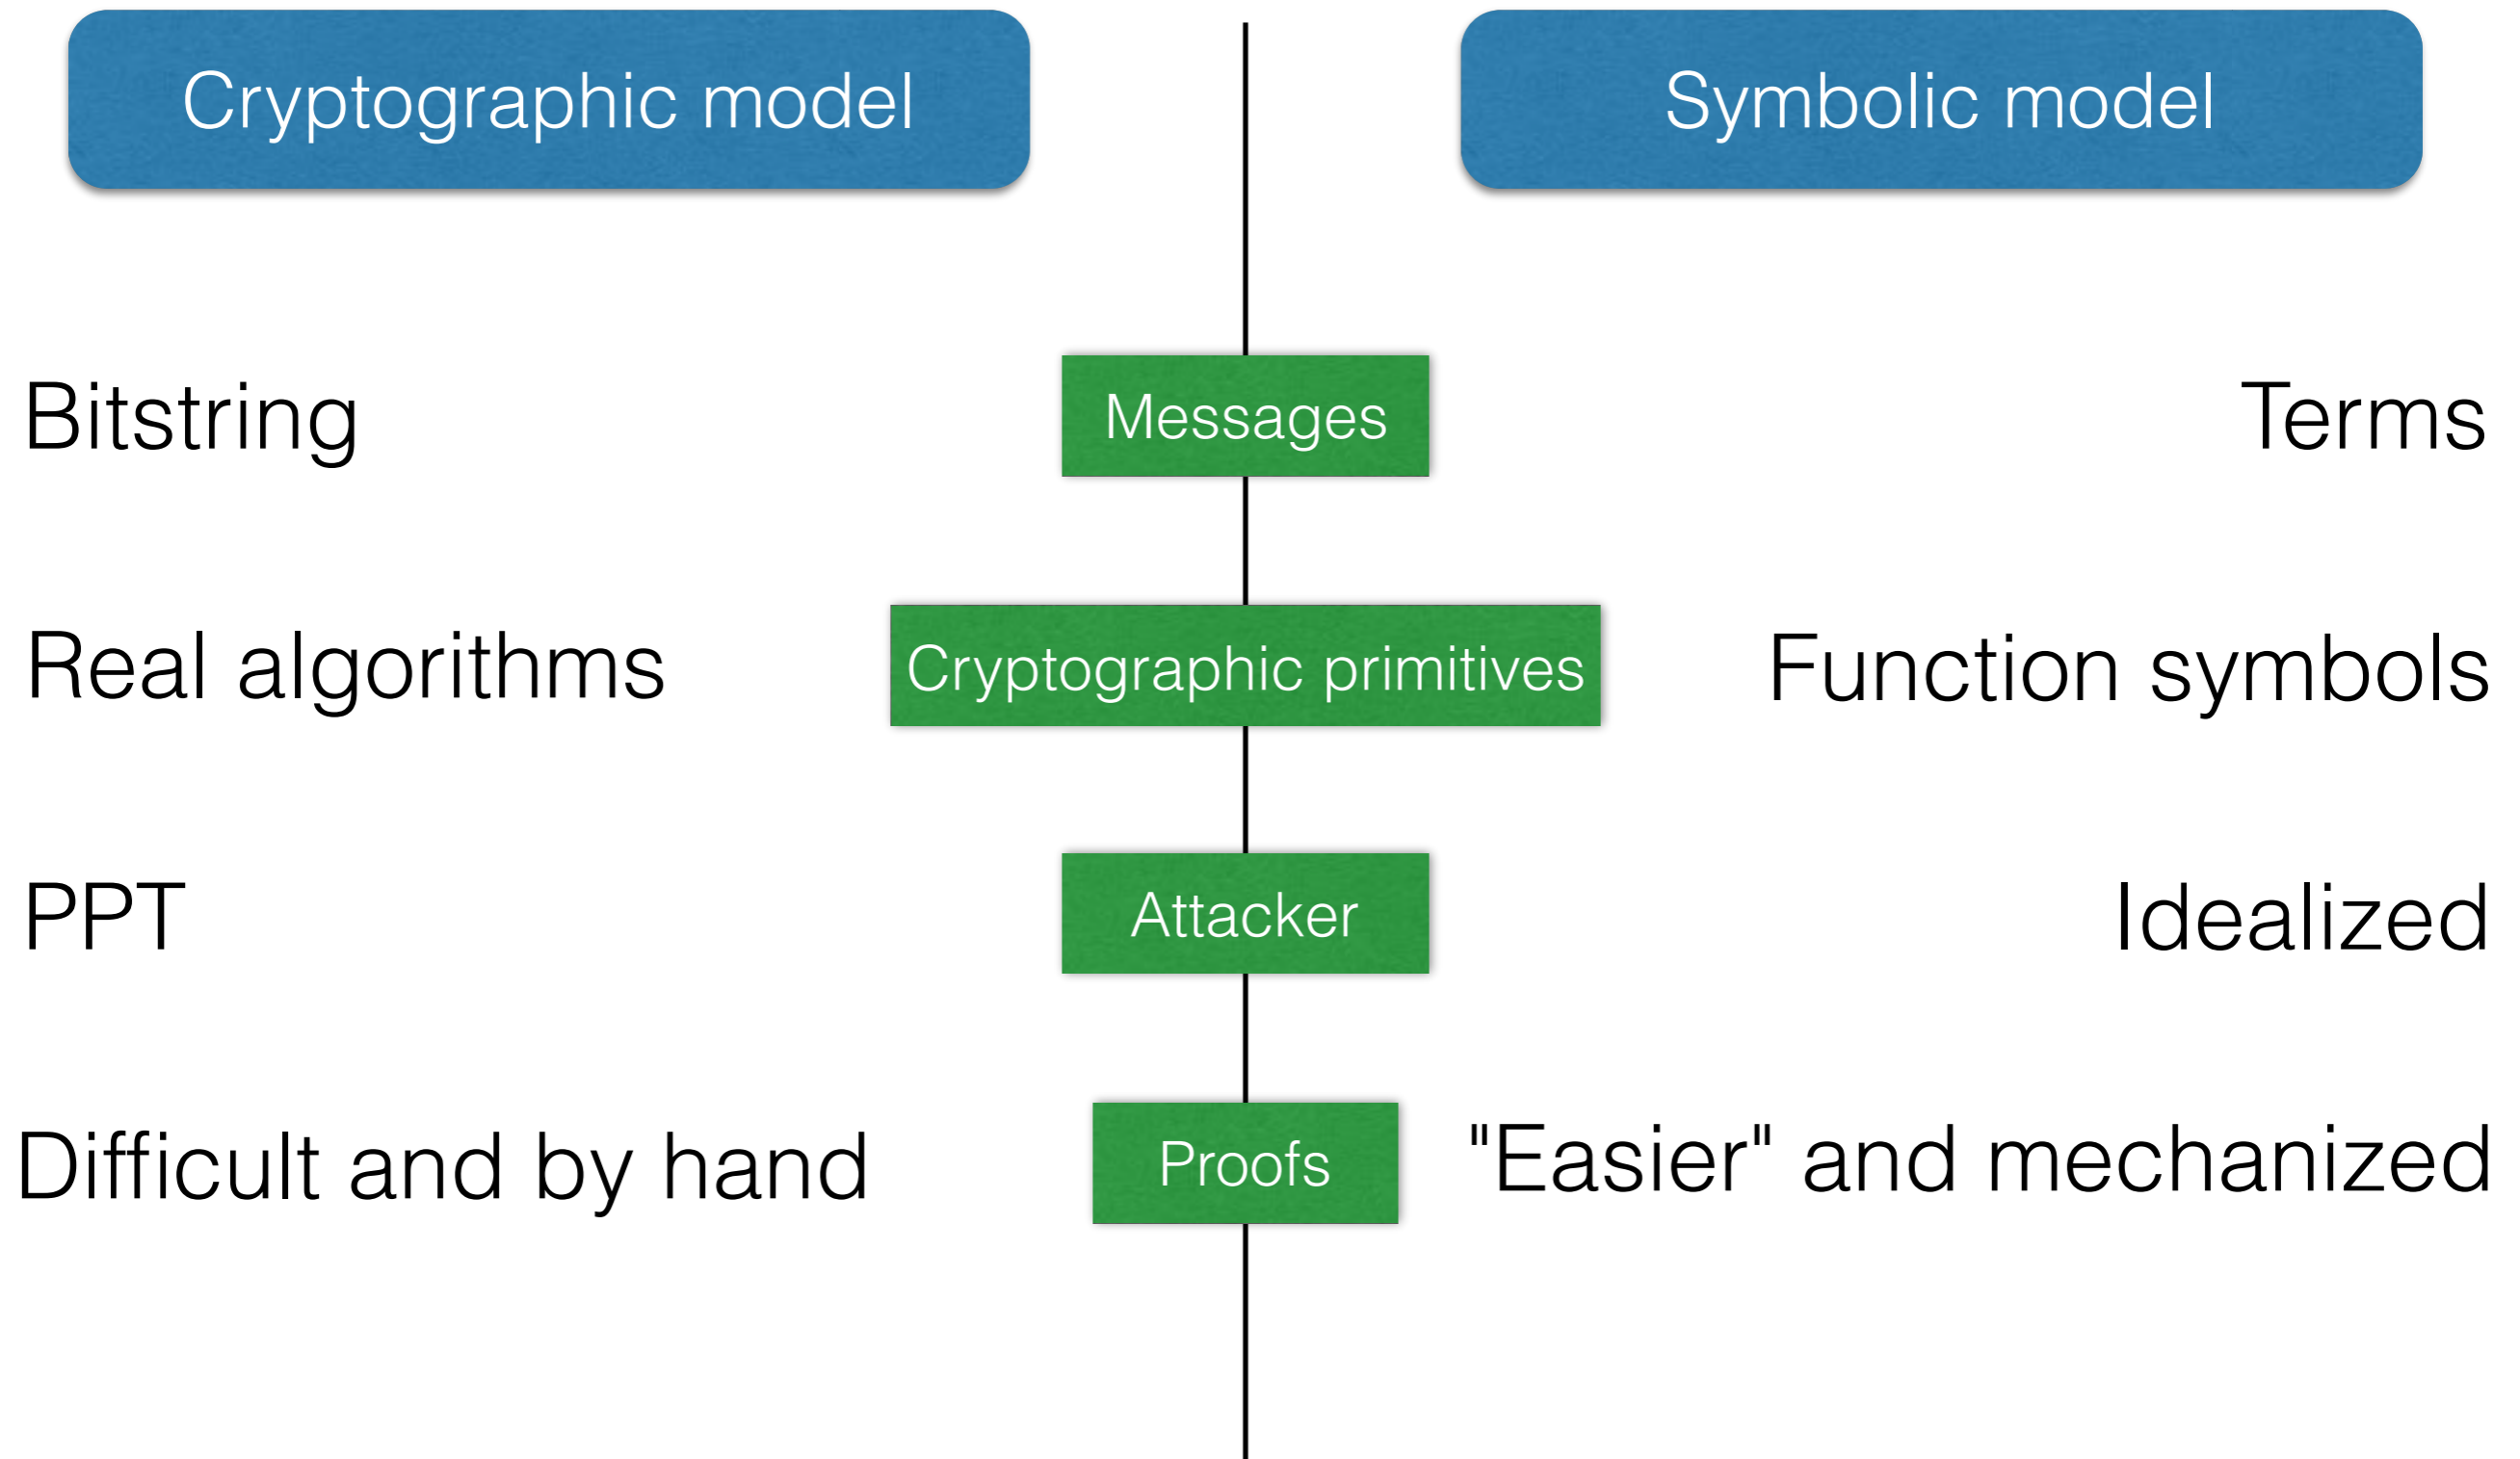 Cryptographic model
Symbolic model
Bitstring
Messages
Terms
Real algorithms
Cryptographic primitives
Function symbols
PPT
Attacker
Idealized
Difficult and by hand
Proofs
"Easier" and mechanized